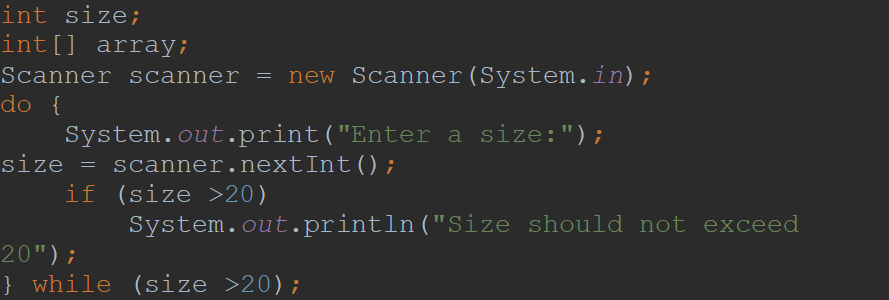 int size;
int[] array;
Scanner scanner = new Scanner(System.in);
do {
    System.out.print("Enter a size:");
size = scanner.nextInt();
    if (size >20)
        System.out.println("Size should not exceed
20");
} while (size >20);